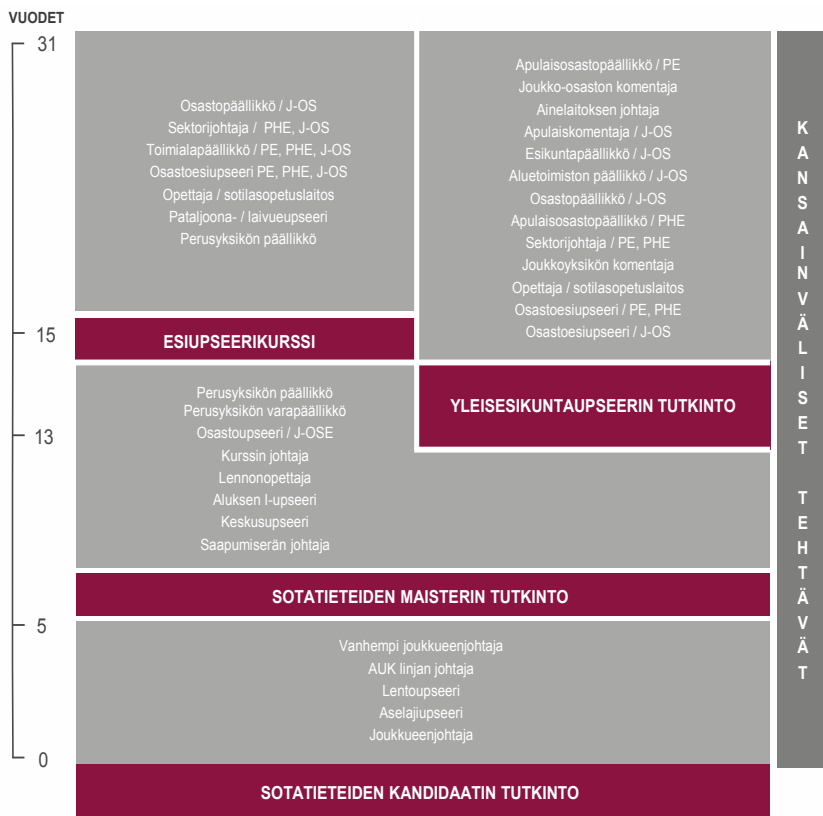 VUODET
31
Osastopäällikkö / J-OS
Sektorijohtaja / PHE, J-OS
Toimialapäällikkö / PE, PHE, J-OS
Osastoesiupseeri PE, PHE, J-OS
Opettaja / sotilasopetuslaitos
Pataljoona- / laivueupseeri
Perusyksikön päällikkö
Apulaisosastopäällikkö / PE
Joukko-osaston komentaja
Ainelaitoksen johtaja
Apulaiskomentaja / J-OS
Esikuntapäällikkö / J-OS
Aluetoimiston päällikkö / J-OS
Osastopäällikkö / J-OS
Apulaisosastopäällikkö / PHE
Sektorijohtaja / PE, PHE
Joukkoyksikön komentaja
Opettaja / sotilasopetuslaitos
Osastoesiupseeri / PE, PHE
Osastoesiupseeri / J-OS
15
ESIUPSEERIKURSSI
Perusyksikön päällikkö
Perusyksikön varapäällikkö
Osastoupseeri / J-OSE
Kurssin johtaja
Lennonopettaja
Aluksen I-upseeri
Keskusupseeri
Saapumiserän johtaja
YLEISESIKUNTAUPSEERIN TUTKINTO
13
SOTATIETEIDEN MAISTERIN TUTKINTO
5
Vanhempi joukkueenjohtaja
AUK linjan johtaja
Lentoupseeri
Aselajiupseeri
Joukkueenjohtaja
0
SOTATIETEIDEN KANDIDAATIN TUTKINTO
KANSAINVÄLISET TEHTÄVÄT